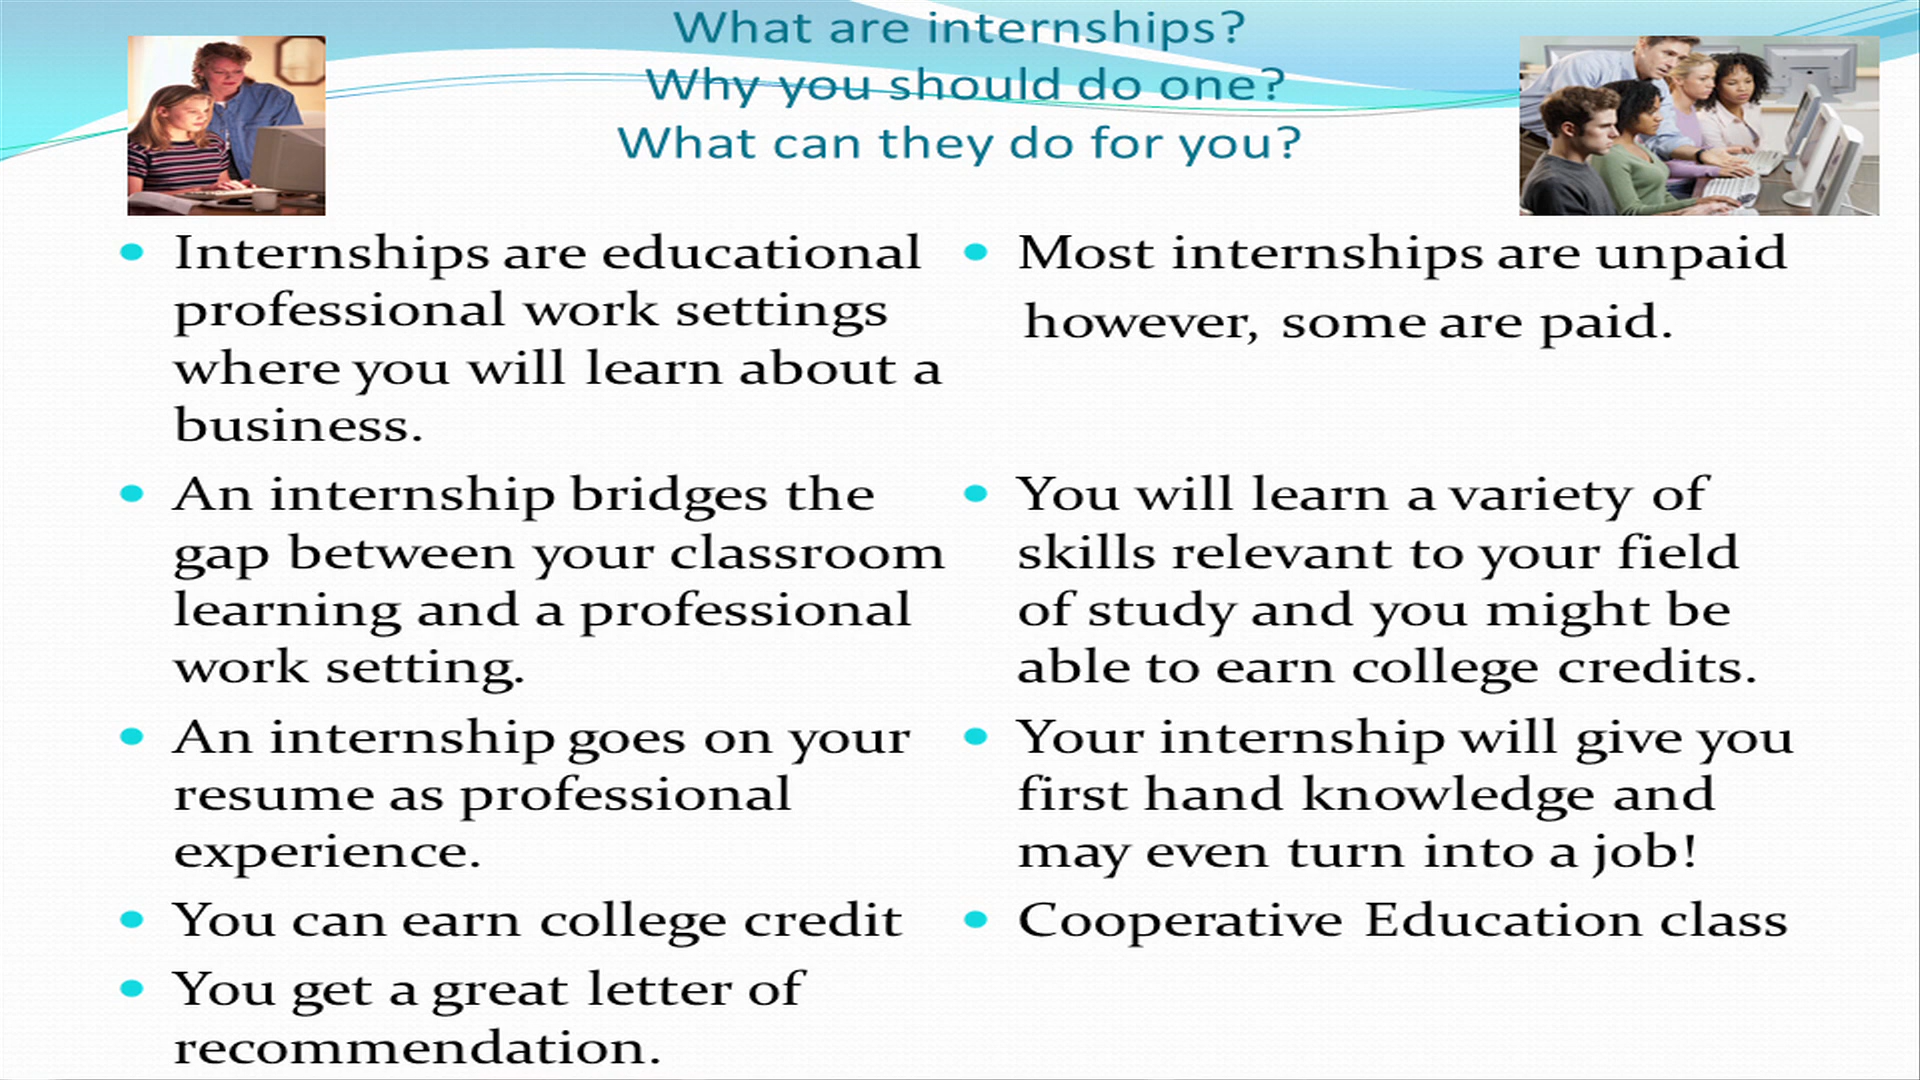 What are internships?
Why you should do one?
What can they do for you?
Internships are educational
professional work settings
where you will learn about a
business.
An internship bridges the
gap between your classroom
learning and a professional
work setting.
An internship goes on your
resume as professional
experience.
You can earn college credit
You get a great letter of
recommendation.
Most internships are unpaid
however, some are paid.
You will learn a variety of
skills relevant to your field
of study and you might be
able to earn college credits.
Your internship will give you
first hand knowledge and
may even turn into a job!
Cooperative Education class